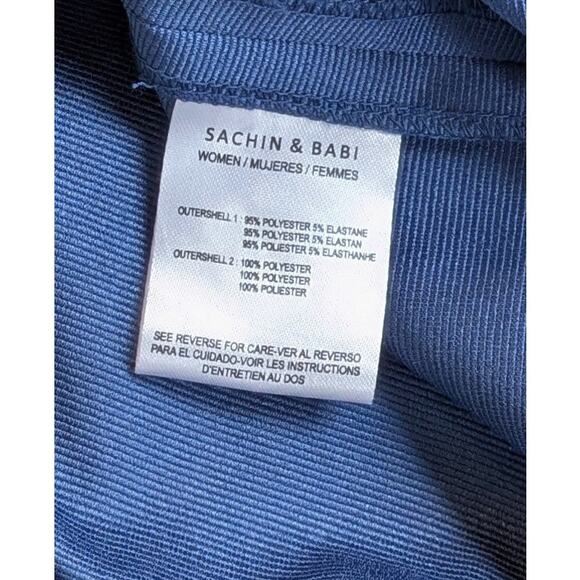 SACHIN & BABI
WOMEN / MUJERES / FEMMES
OUTERSHELL 1 : 95% POLYESTER 5% ELASTANE
95% POLYESTER 5% ELASTAN
95% POLIESTER 5% ELASTHANHE
OUTERSHELL 2 : 100% POLYESTER
100% POLYESTER
100% POLIESTER
SEE REVERSE FOR CARE-VER AL REVERSO
PARA EL CUIDADO-VOIR LES INSTRUCTIONS
D'ENTRETIEN AU DOS